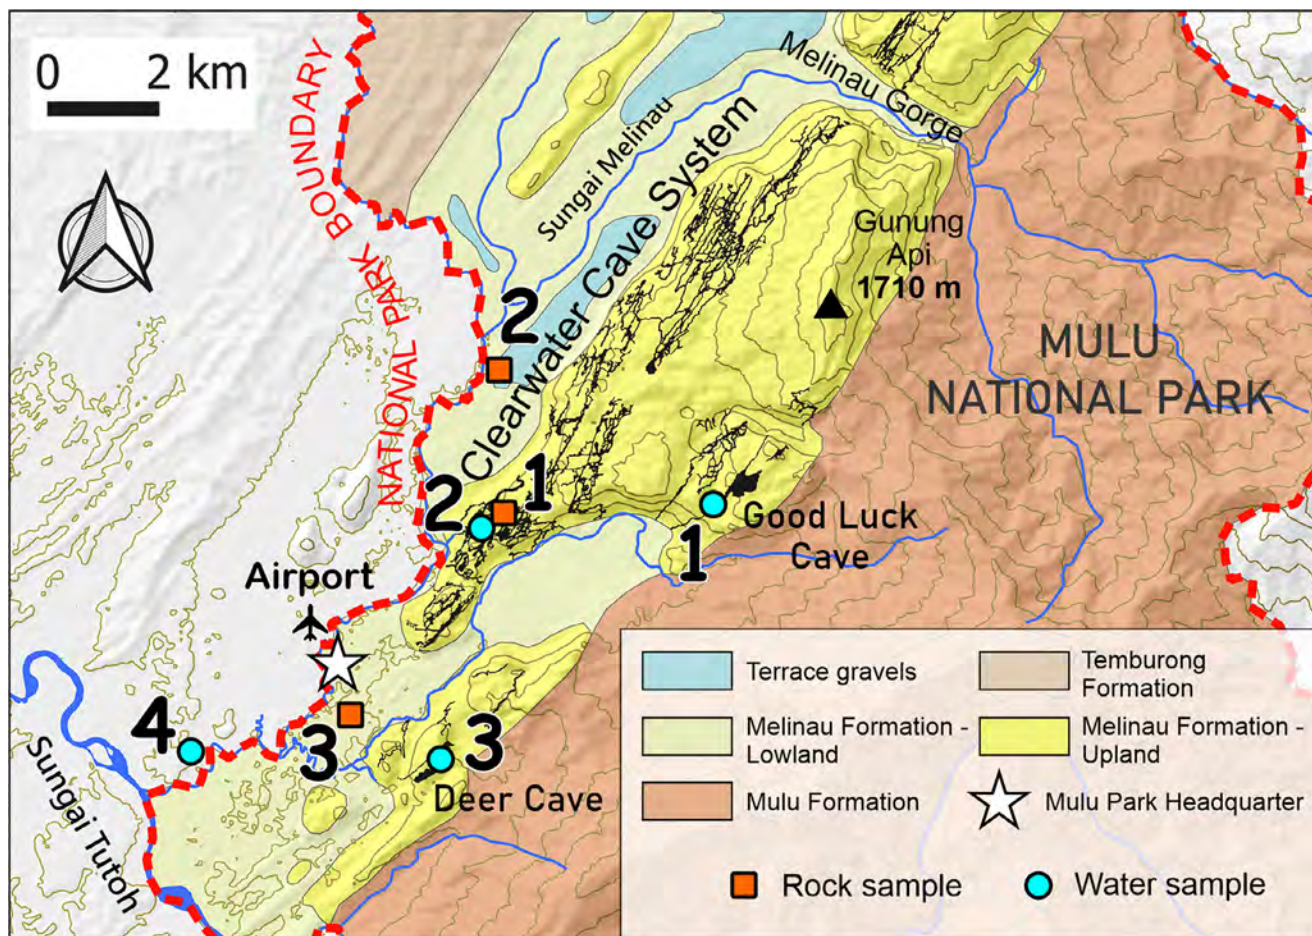 0 2 km
NATIONAL PARK BOUNDARY
Sungai Melinau
Melinau Gorge
Clearwater Cave System
Gunung
Api
1710 m
MULU
NATIONAL PARK
2
2
1
1
Good Luck
Cave
Airport
4
3
3
Deer Cave
Sungai Tutoh
Terrace gravels
Temburong
Formation
Melinau Formation -
Lowland
Melinau Formation -
Upland
Mulu Formation
Mulu Park Headquarter
Rock sample
Water sample